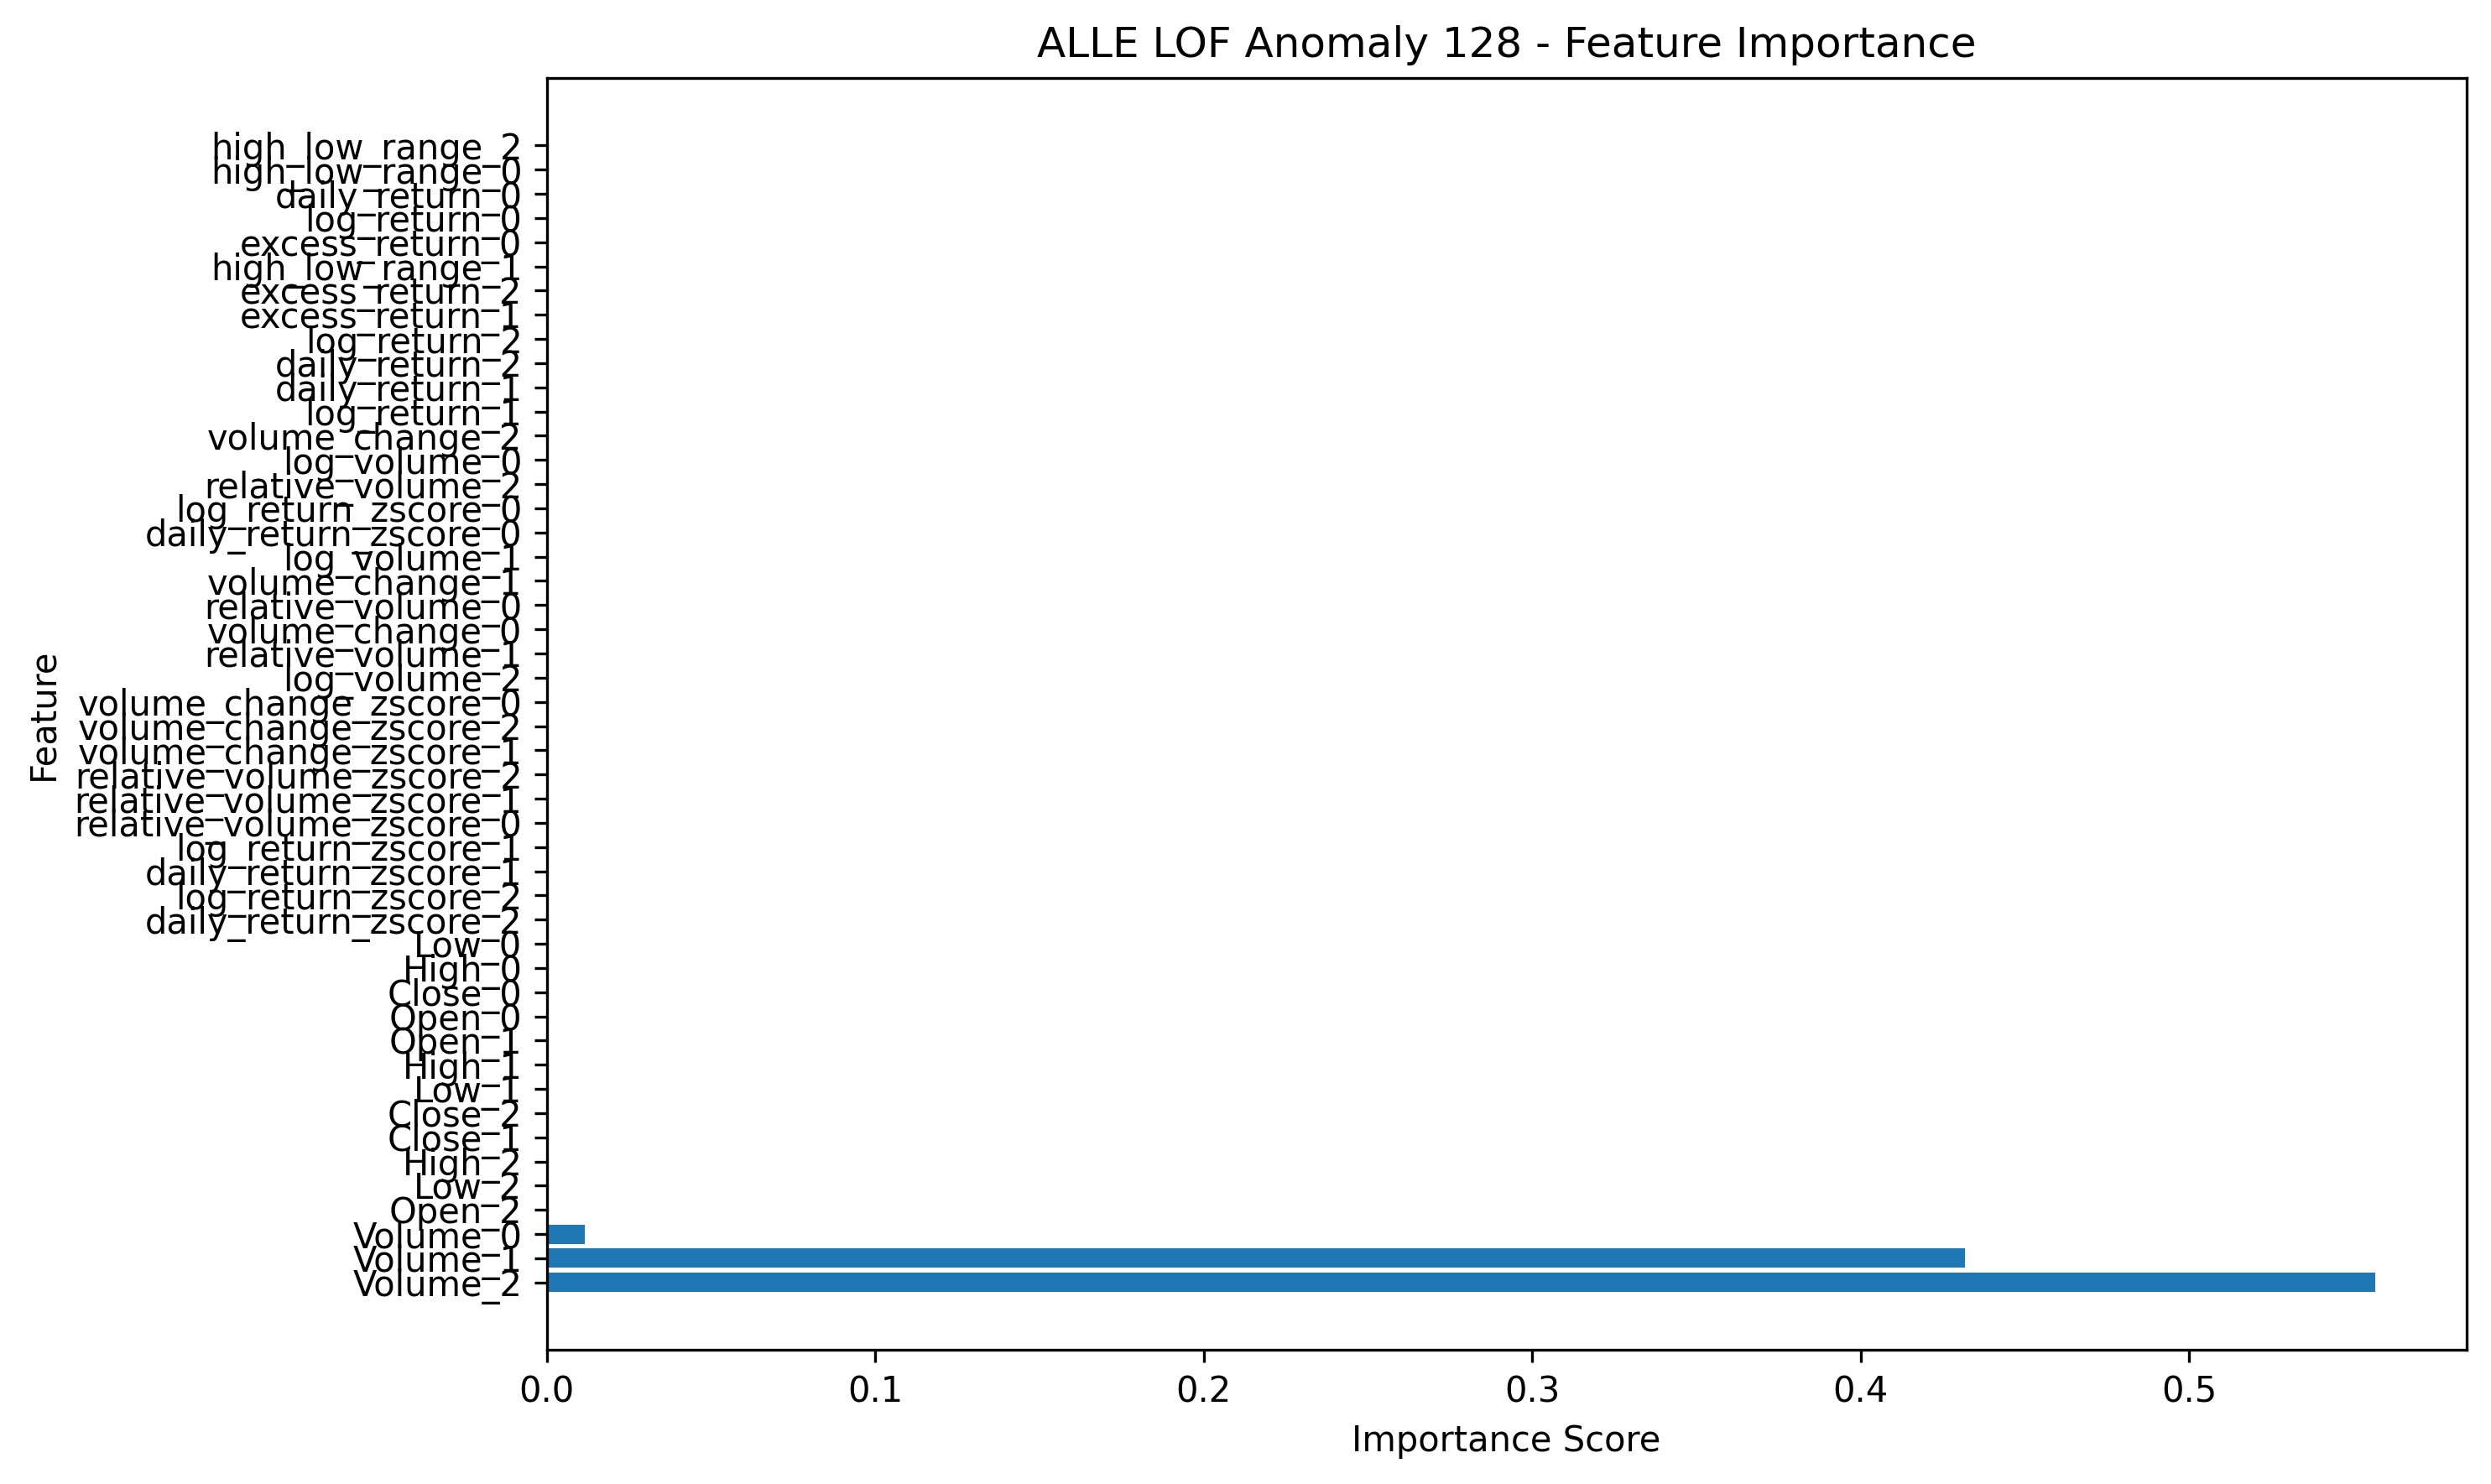 ALLE LOF Anomaly 128 - Feature Importance
high_low_range_2
high_low_range_0
daily_return_0
log_return_0
excess_return_0
high_low_range_1
excess_return_2
excess_return_1
log_return_2
daily_return_2
daily_return_1
log_return_1
volume_change_2
log_volume_0
relative_volume_2
log_return_zscore_0
daily_return_zscore_0
log_volume_1
volume_change_1
relative_volume_0
volume_change_0
relative_volume_1
log_volume_2
volume_change_zscore_0
volume_change_zscore_2
volume_change_zscore_1
relative_volume_zscore_2
relative_volume_zscore_1
relative_volume_zscore_0
log_return_zscore_1
daily_return_zscore_1
log_return_zscore_2
daily_return_zscore_2
Low_0
High_0
Close_0
Open_0
Open_1
High_1
Low_1
Close_2
Close_1
High_2
Low_2
Open_2
Volume_0
Volume_1
Volume_2
Feature
0.0 0.1 0.2 0.3 0.4 0.5
Importance Score